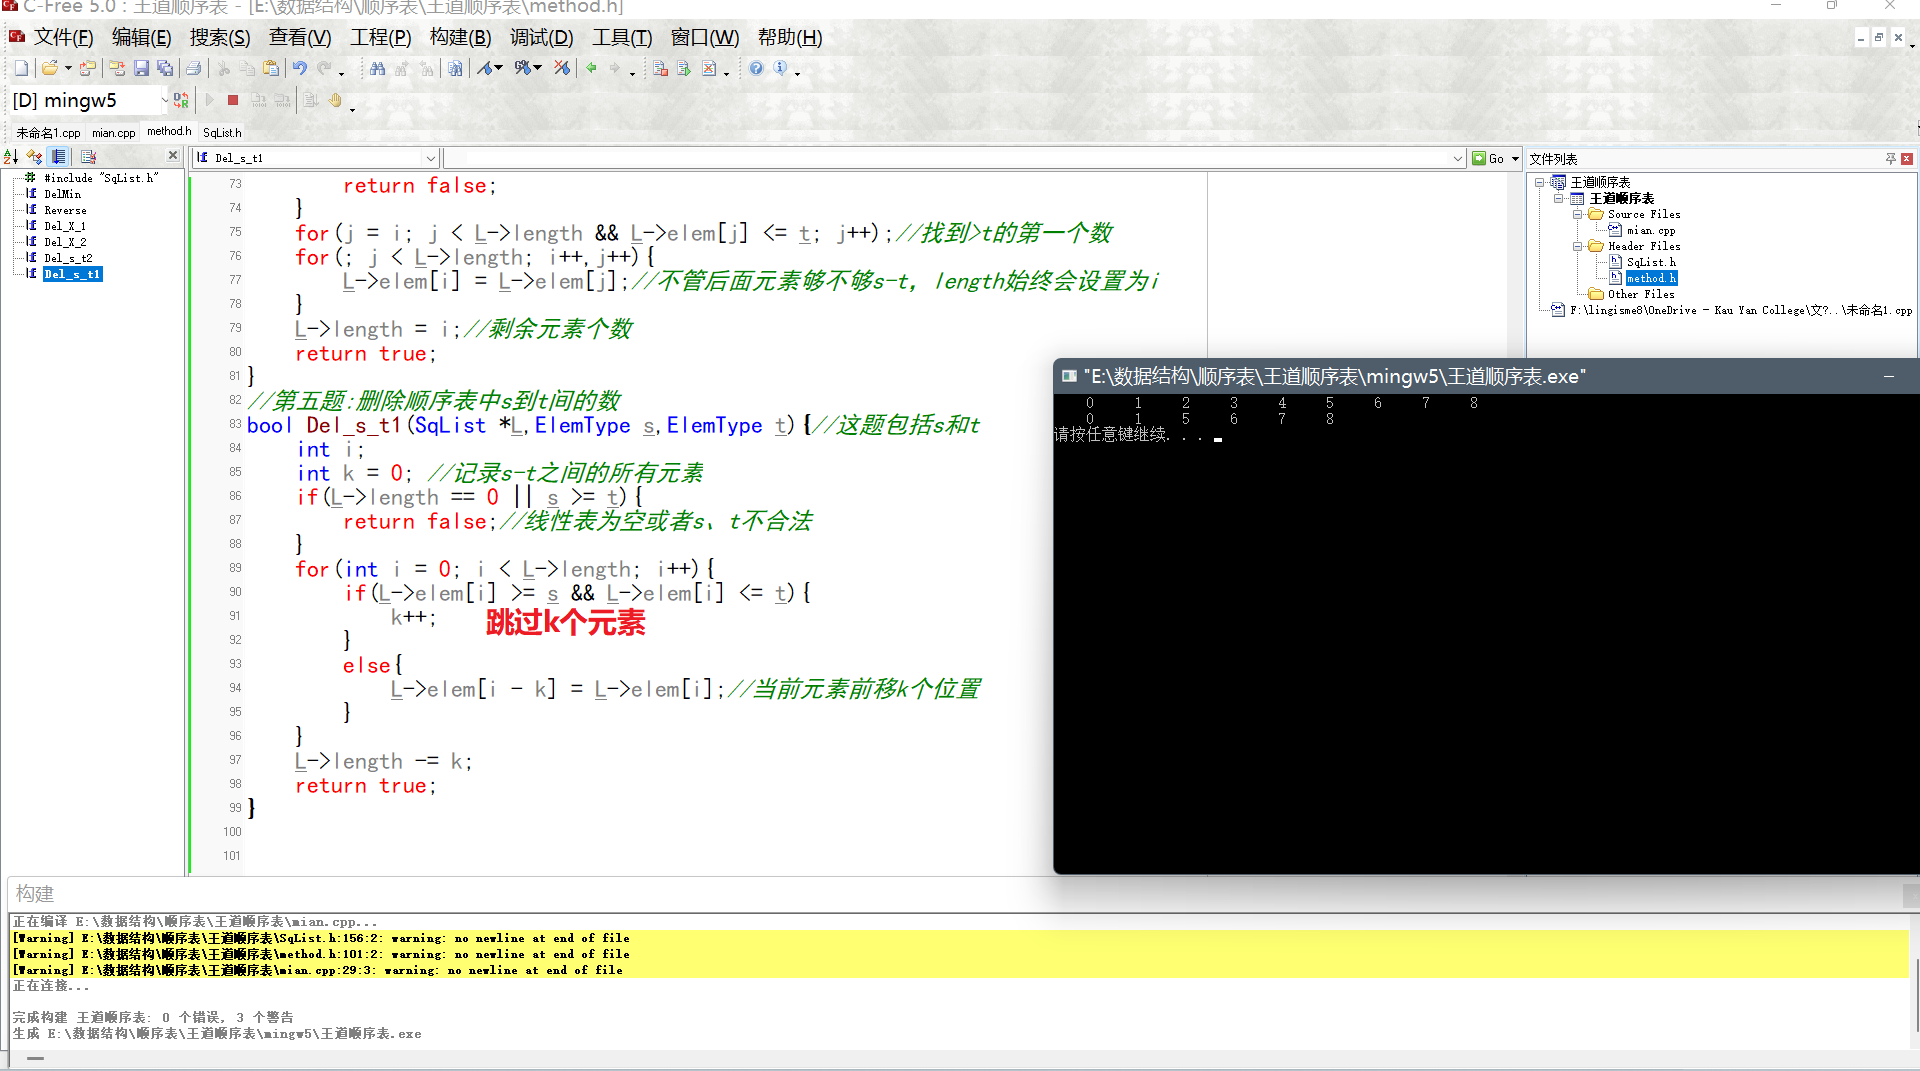 C-Free 5.0 : 王道顺序表 - [E:\数据结构\顺序表\王道顺序表\method.h]
文件(F) 编辑(E) 搜索(S) 查看(V) 工程(P) 构建(B) 调试(D) 工具(T) 窗口(W) 帮助(H)
[D] mingw5
未命名1.cpp mian.cpp method.h SqList.h
#include "SqList.h"
DelMin
Reverse
Del_X_1
Del_X_2
Del_s_t2
Del_s_t1
Del_s_t1
Go
73 return false;
74 }
75 for(j = i; j < L->length && L->elem[j] <= t; j++);//找到>t的第一个数
76 for(; j < L->length; i++,j++){
77 L->elem[i] = L->elem[j];//不管后面元素够不够s-t，length始终会设置为i
78 }
79 L->length = i;//剩余元素个数
80 return true;
81 }
82 //第五题:删除顺序表中s到t间的数
83 bool Del_s_t1(SqList *L,ElemType s,ElemType t){//这题包括s和t
84 int i;
85 int k = 0; //记录s-t之间的所有元素
86 if(L->length == 0 || s >= t){
87 return false;//线性表为空或者s、t不合法
88 }
89 for(int i = 0; i < L->length; i++){
90 if(L->elem[i] >= s && L->elem[i] <= t){
91 k++; 跳过k个元素
92 }
93 else{
94 L->elem[i - k] = L->elem[i];//当前元素前移k个位置
95 }
96 }
97 L->length -= k;
98 return true;
99 }
100
101
文件列表
王道顺序表
王道顺序表
Source Files
mian.cpp
Header Files
SqList.h
method.h
Other Files
F:\lingisme8\OneDrive - Kau Yan College\文?..\未命名1.cpp
"E:\数据结构\顺序表\王道顺序表\mingw5\王道顺序表.exe"
0 1 2 3 4 5 6 7 8
0 1 5 6 7 8
请按任意键继续. . .
构建
正在编译 E:\数据结构\顺序表\王道顺序表\mian.cpp...
[Warning] E:\数据结构\顺序表\王道顺序表\SqList.h:156:2: warning: no newline at end of file
[Warning] E:\数据结构\顺序表\王道顺序表\method.h:101:2: warning: no newline at end of file
[Warning] E:\数据结构\顺序表\王道顺序表\mian.cpp:29:3: warning: no newline at end of file
正在连接...
完成构建 王道顺序表: 0 个错误, 3 个警告
生成 E:\数据结构\顺序表\王道顺序表\mingw5\王道顺序表.exe